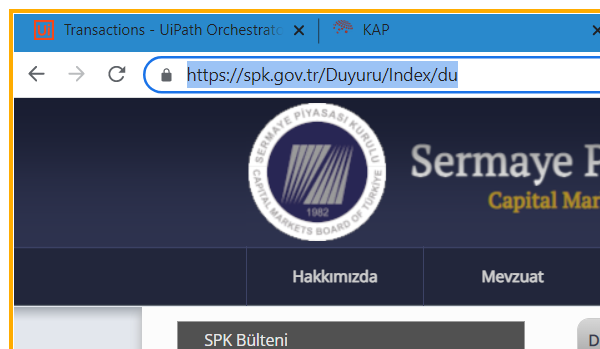 Ui Transactions - UiPath Orchestrato KAP
https://spk.gov.tr/Duyuru/Index/du
SERMAYE PİYASASI KURULU
CAPITAL MARKETS BOARD OF TÜRKİYE
1982
Sermaye P
Capital Mar
Hakkımızda Mevzuat
SPK Bülteni D